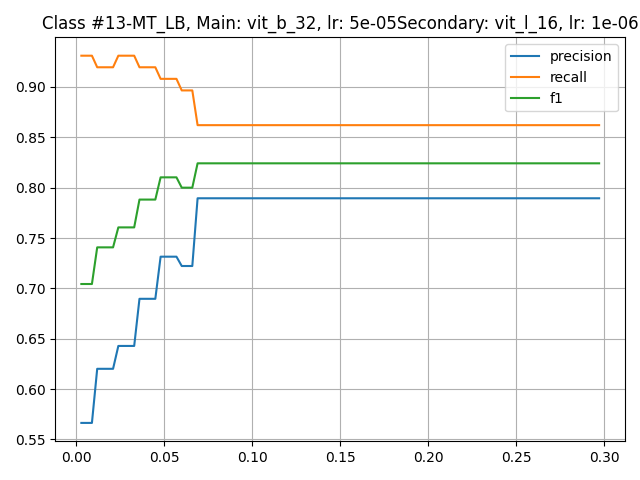 Class #13-MT_LB, Main: vit_b_32, lr: 5e-05Secondary: vit_l_16, lr: 1e-06
precision
recall
f1
0.90
0.85
0.80
0.75
0.70
0.65
0.60
0.55
0.00 0.05 0.10 0.15 0.20 0.25 0.30